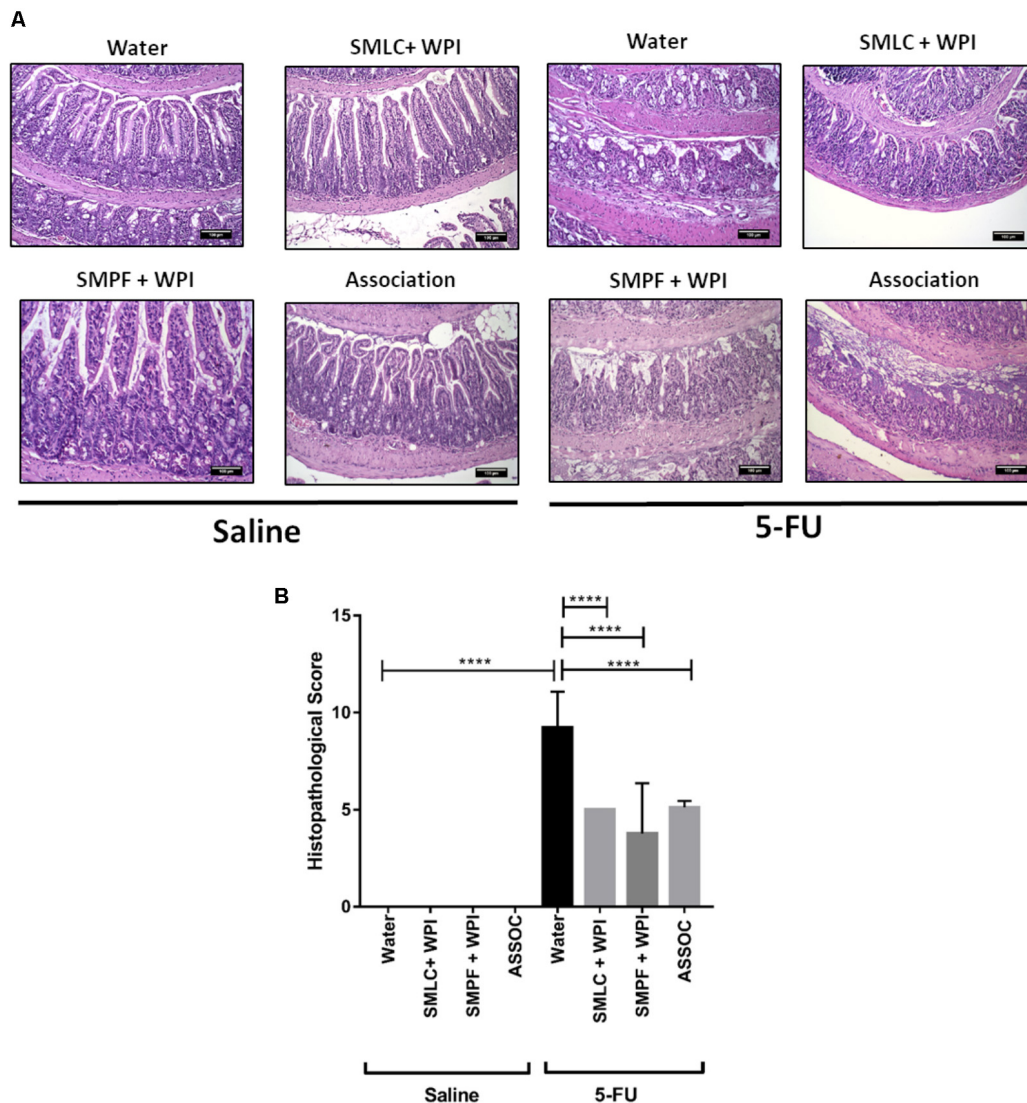 A
Water
SMLC+ WPI
Water
SMLC + WPI
SMPF + WPI
Association
SMPF + WPI
Association
Saline
5-FU
B
15
10
5
0
Histopathological Score
****
****
****
****
Water
SMLC+ WPI
SMPF + WPI
ASSOC
Water
SMLC + WPI
SMPF + WPI
ASSOC
Saline
5-FU